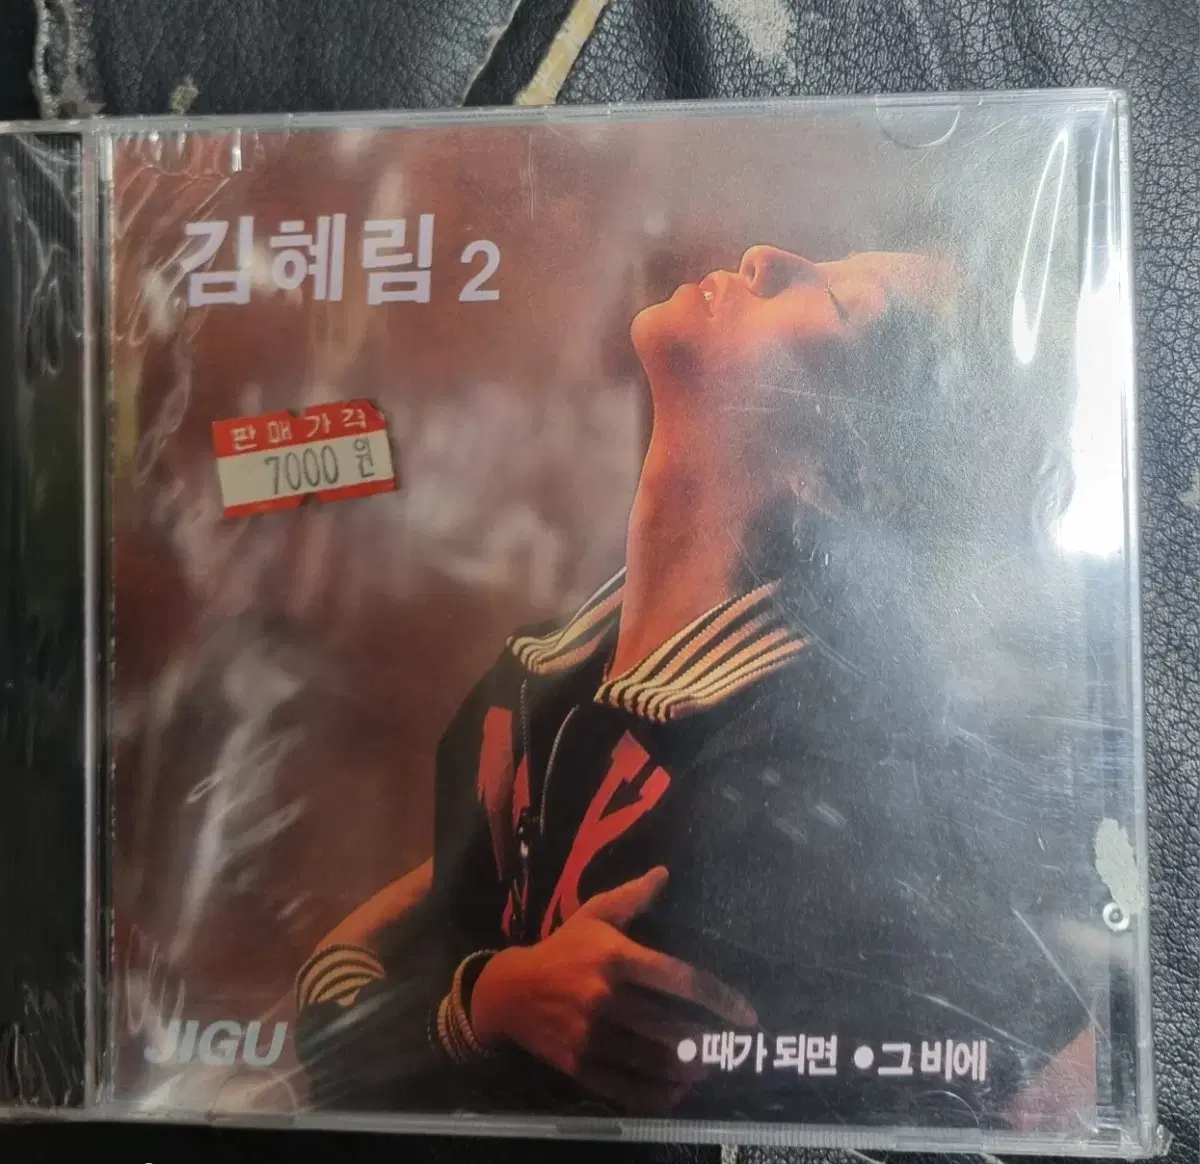 김혜림 2
판매가격
7000 원
JIGU
●때가 되면 ●그 비에